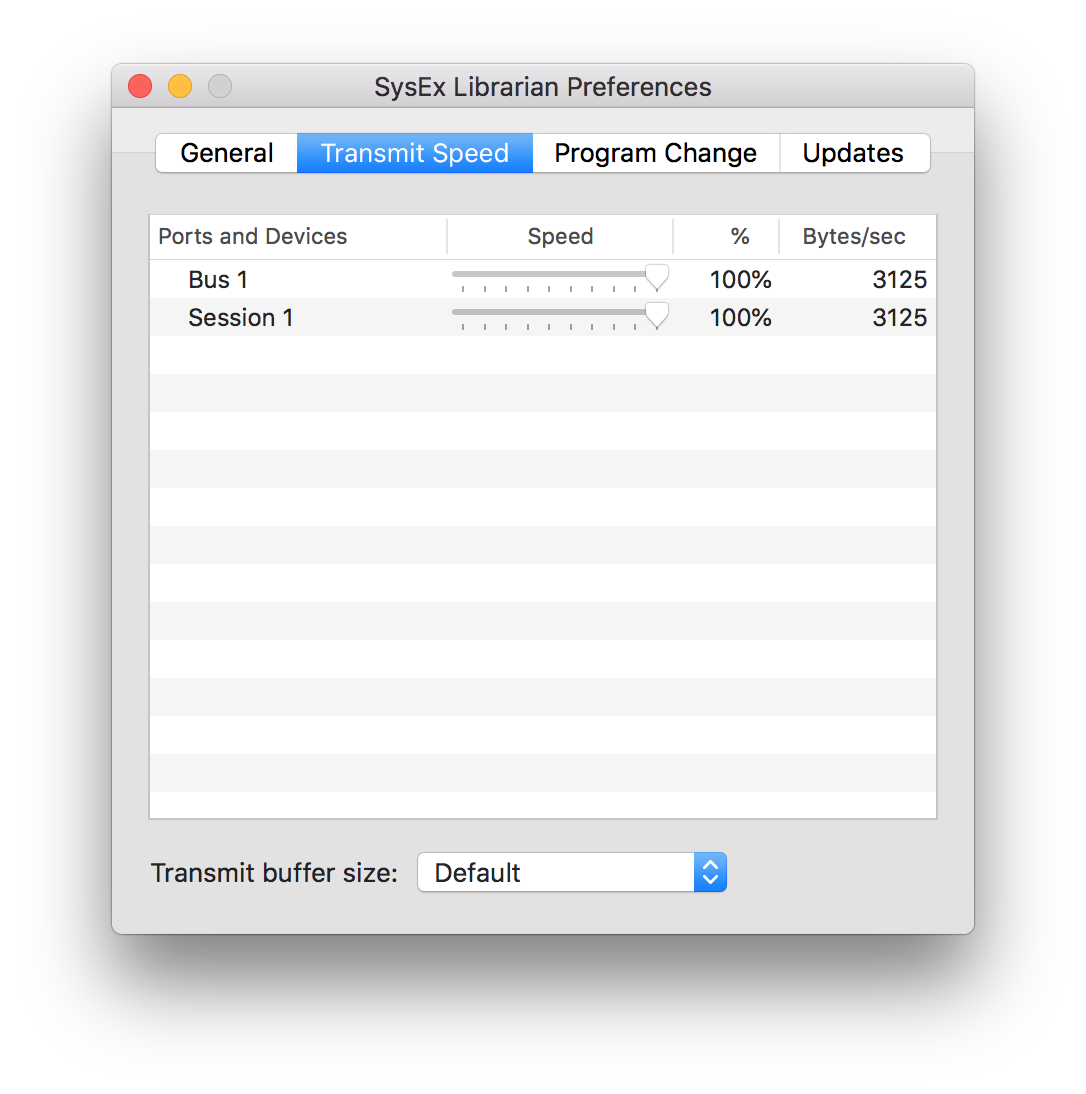 SysEx Librarian Preferences
General Transmit Speed Program Change Updates
Ports and Devices Speed % Bytes/sec
Bus 1 100% 3125
Session 1 100% 3125
Transmit buffer size: Default